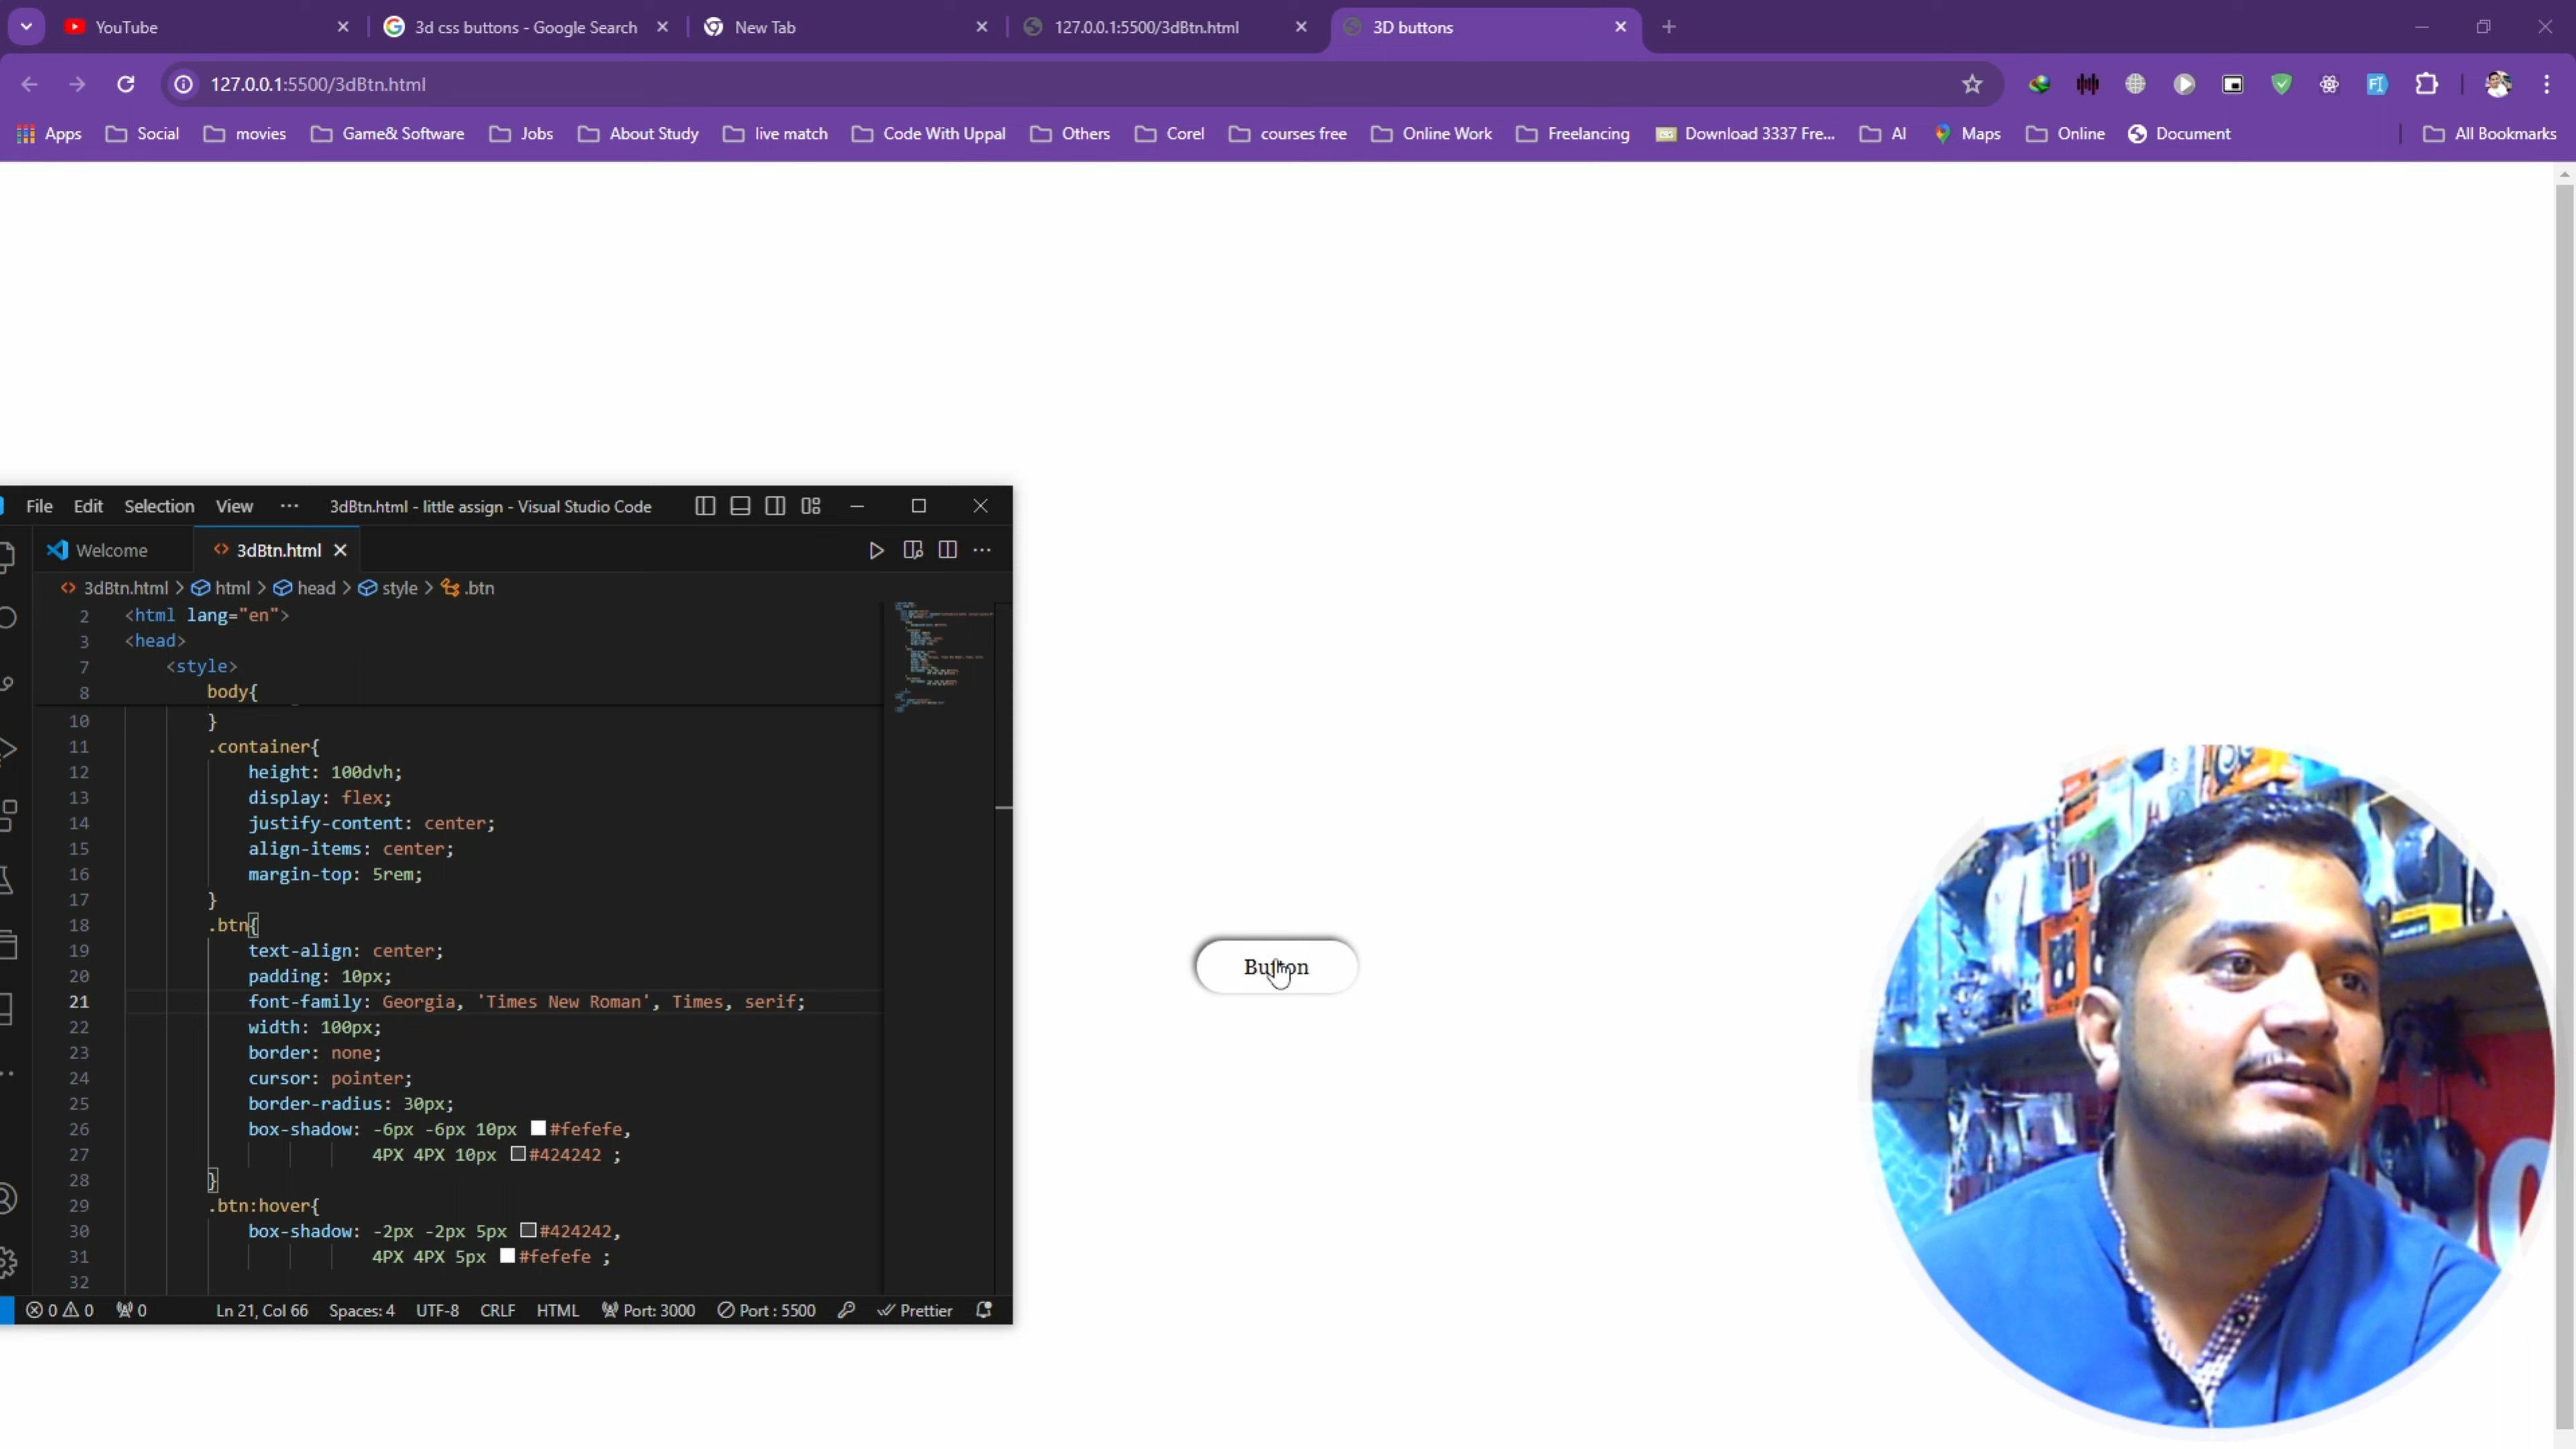 YouTube
3d css buttons - Google Search
New Tab
127.0.0.1:5500/3dBtn.html
3D buttons
127.0.0.1:5500/3dBtn.html
Apps
Social
movies
Game& Software
Jobs
About Study
live match
Code With Uppal
Others
Corel
courses free
Online Work
Freelancing
Download 3337 Fre...
AI
Maps
Online
Document
All Bookmarks
File Edit Selection View ··· 3dBtn.html - little assign - Visual Studio Code
Welcome
3dBtn.html
3dBtn.html > html > head > style > .btn
2 <html lang="en">
3 <head>
7 <style>
8 body{
10 }
11 .container{
12 height: 100dvh;
13 display: flex;
14 justify-content: center;
15 align-items: center;
16 margin-top: 5rem;
17 }
18 .btn{
19 text-align: center;
20 padding: 10px;
21 font-family: Georgia, 'Times New Roman', Times, serif;
22 width: 100px;
23 border: none;
24 cursor: pointer;
25 border-radius: 30px;
26 box-shadow: -6px -6px 10px #fefefe,
27 4PX 4PX 10px #424242 ;
28 }
29 .btn:hover{
30 box-shadow: -2px -2px 5px #424242,
31 4PX 4PX 5px #fefefe ;
32
0 0 0 Ln 21, Col 66 Spaces: 4 UTF-8 CRLF HTML Port: 3000 Port : 5500 Prettier
Button